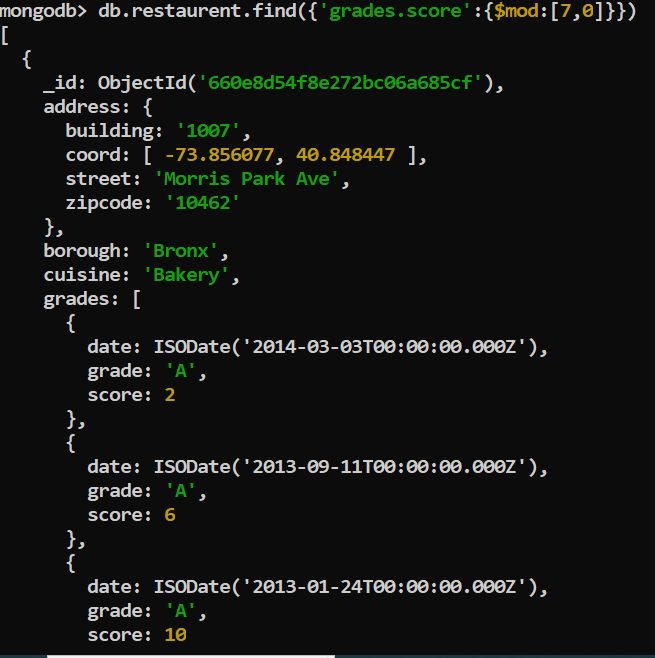 mongodb> db.restaurent.find({'grades.score':{$mod:[7,0]}})
[
  {
    _id: ObjectId('660e8d54f8e272bc06a685cf'),
    address: {
      building: '1007',
      coord: [ -73.856077, 40.848447 ],
      street: 'Morris Park Ave',
      zipcode: '10462'
    },
    borough: 'Bronx',
    cuisine: 'Bakery',
    grades: [
      {
        date: ISODate('2014-03-03T00:00:00.000Z'),
        grade: 'A',
        score: 2
      },
      {
        date: ISODate('2013-09-11T00:00:00.000Z'),
        grade: 'A',
        score: 6
      },
      {
        date: ISODate('2013-01-24T00:00:00.000Z'),
        grade: 'A',
        score: 10